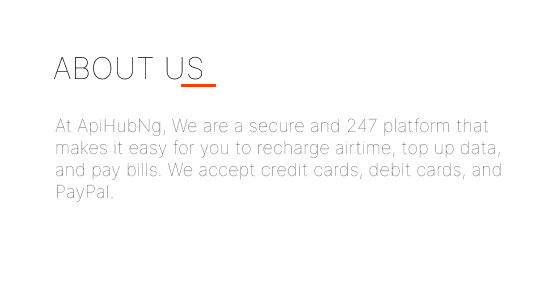 ABOUT US
At ApiHubNg, We are a secure and 247 platform that
makes it easy for you to recharge airtime, top up data,
and pay bills. We accept credit cards, debit cards, and
PayPal.